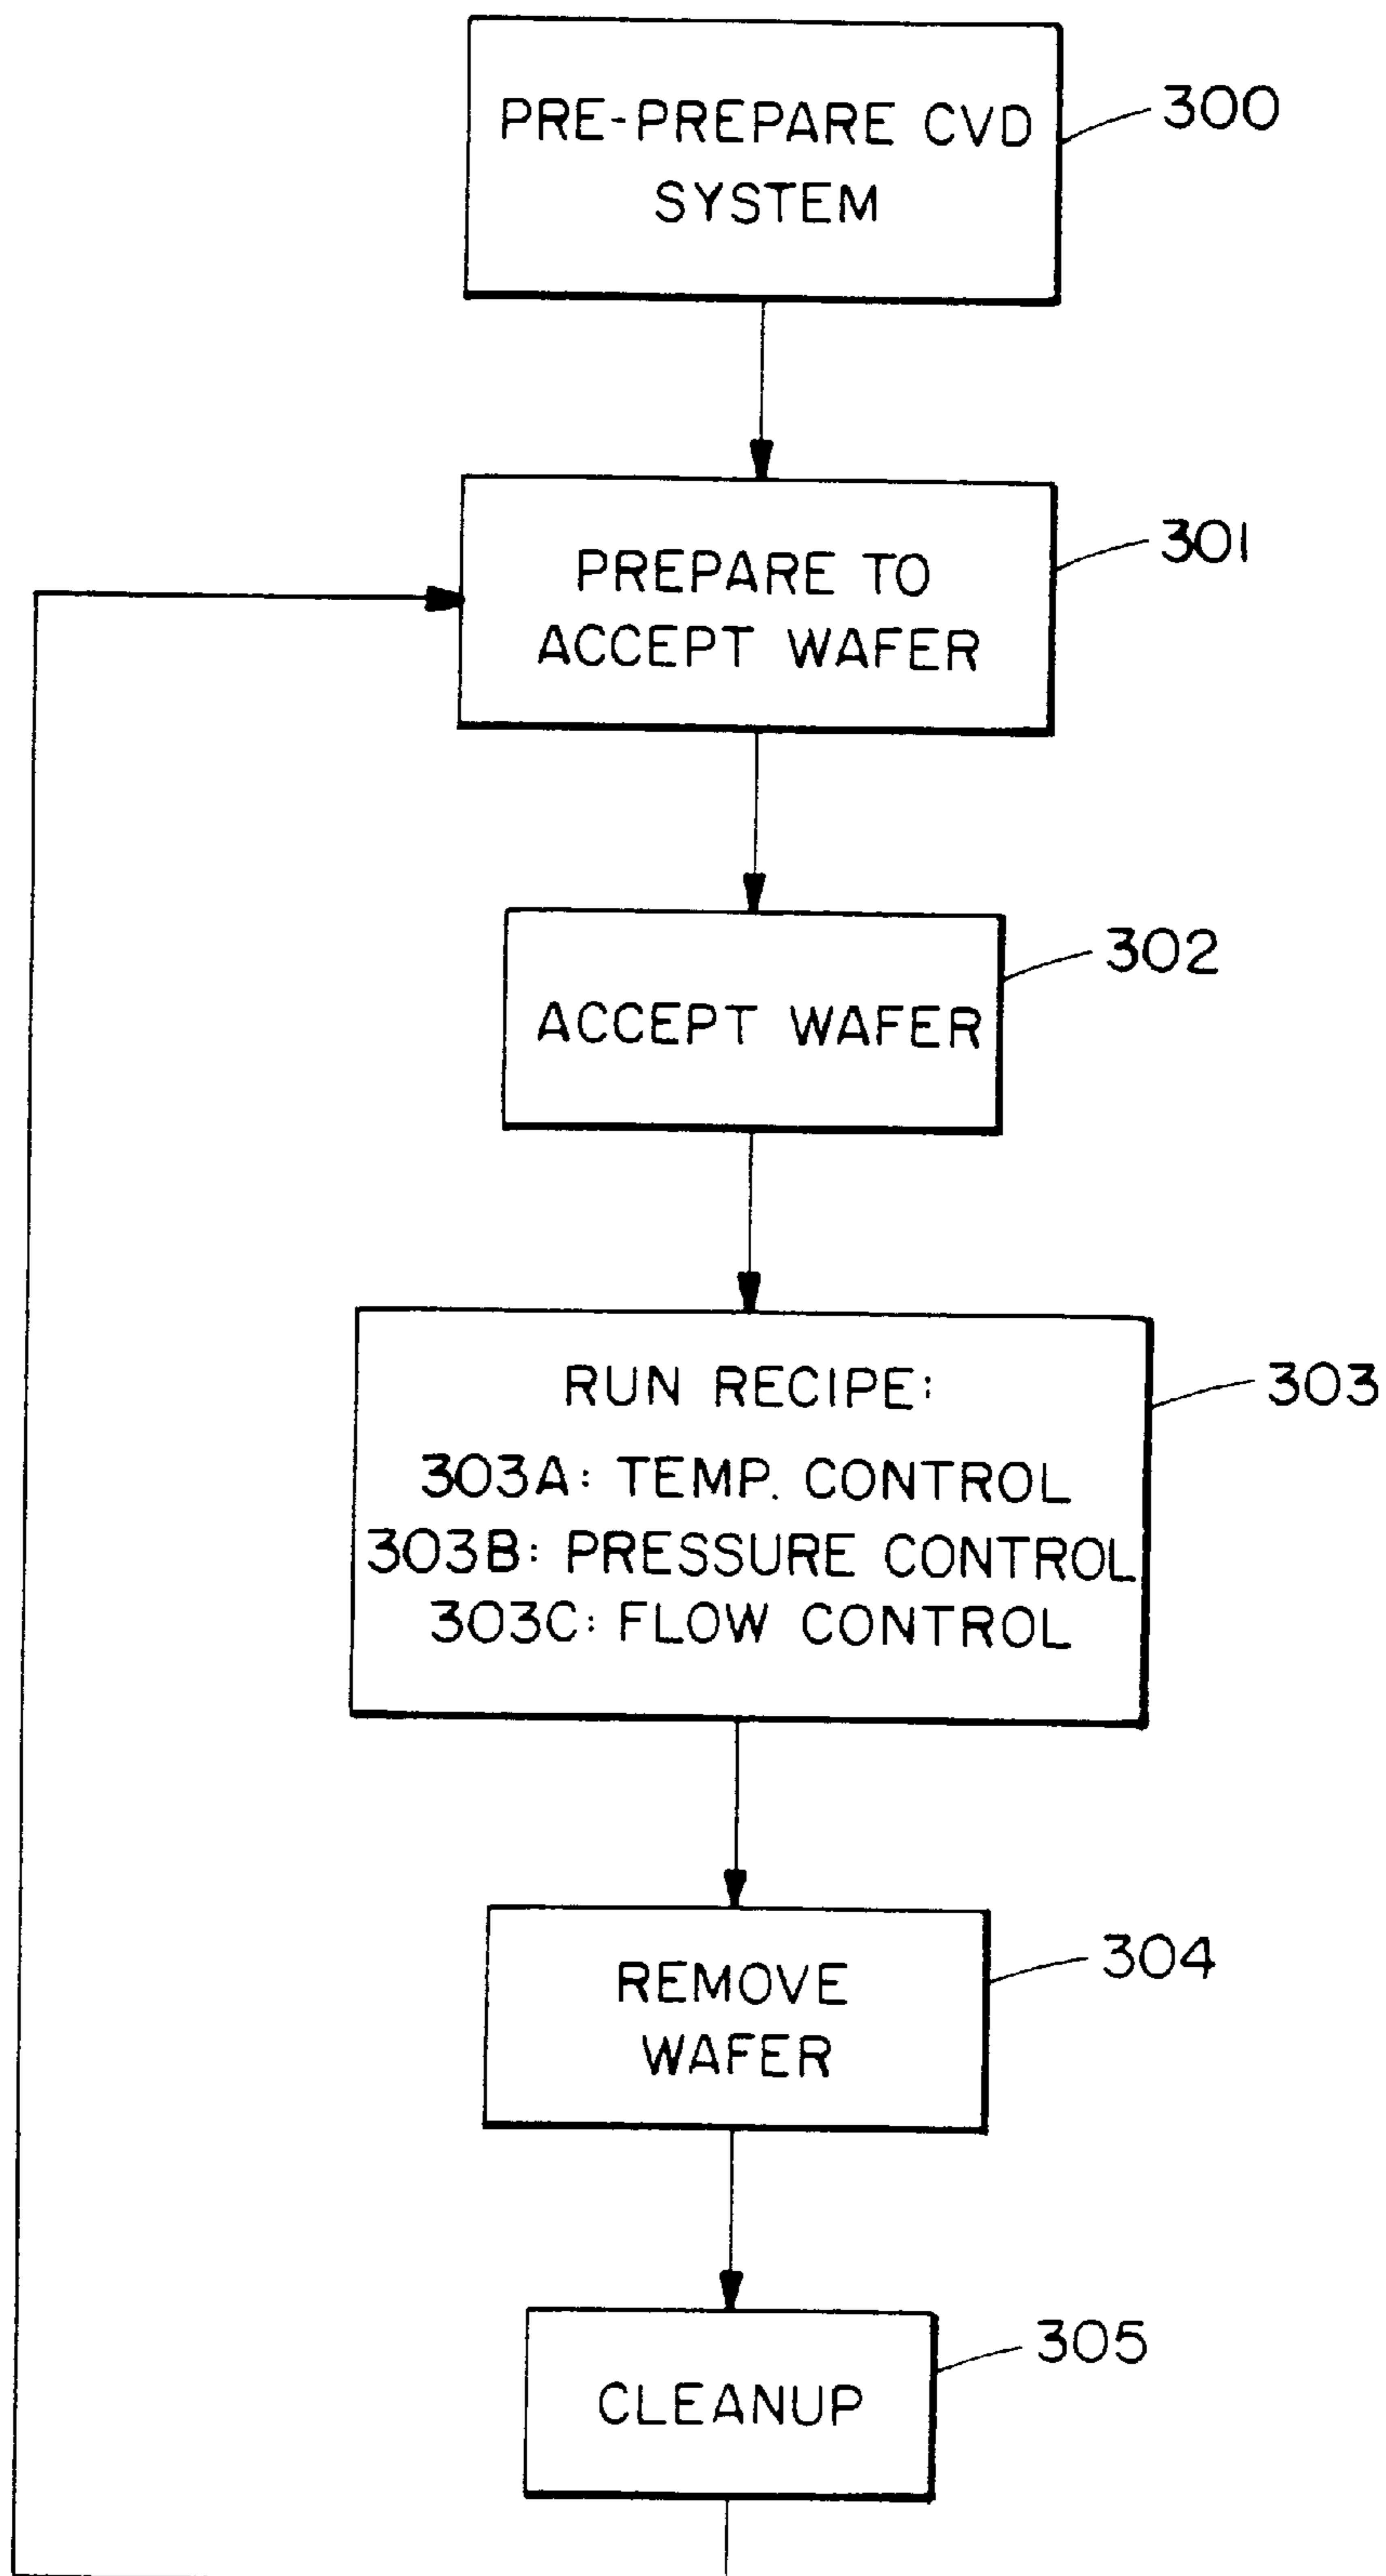 PRE-PREPARE CVD
SYSTEM
300
PREPARE TO
ACCEPT WAFER
301
ACCEPT WAFER
302
RUN RECIPE:
303A: TEMP. CONTROL
303B: PRESSURE CONTROL
303C: FLOW CONTROL
303
REMOVE
WAFER
304
CLEANUP
305